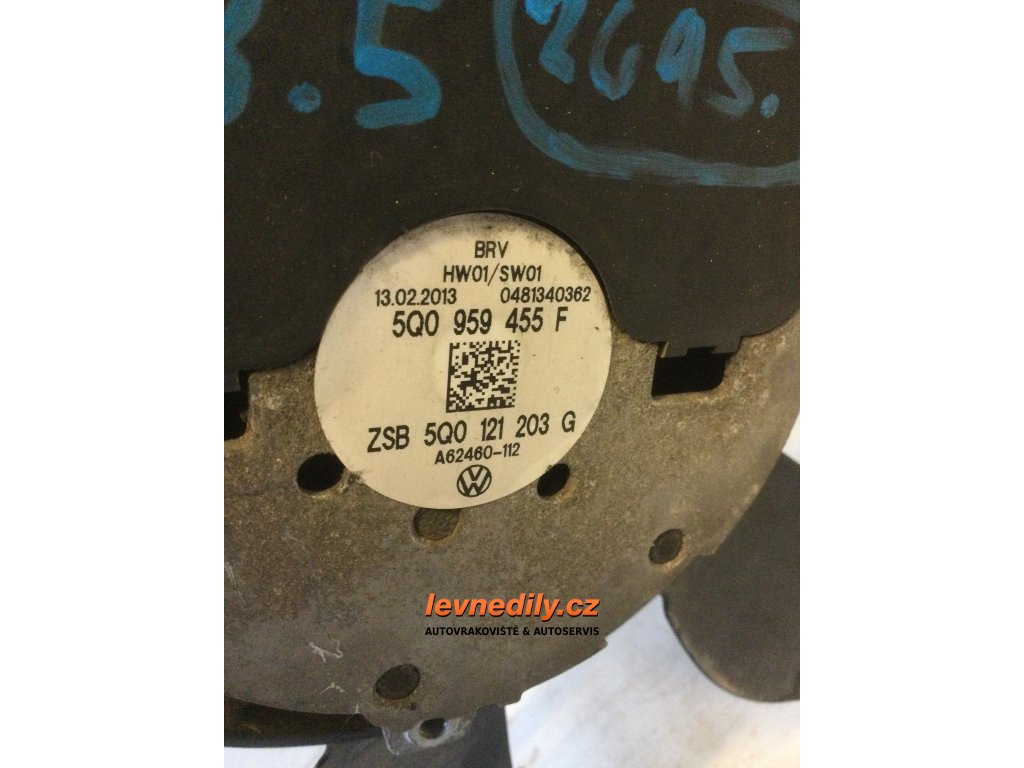 3.5
2695.
BRV
HW01/SW01
13.02.2013 0481340362
5Q0 959 455 F
ZSB 5Q0 121 203 G
A62460-112
VW
levnedily.cz
AUTOVRAKOVIŠTĚ & AUTOSERVIS